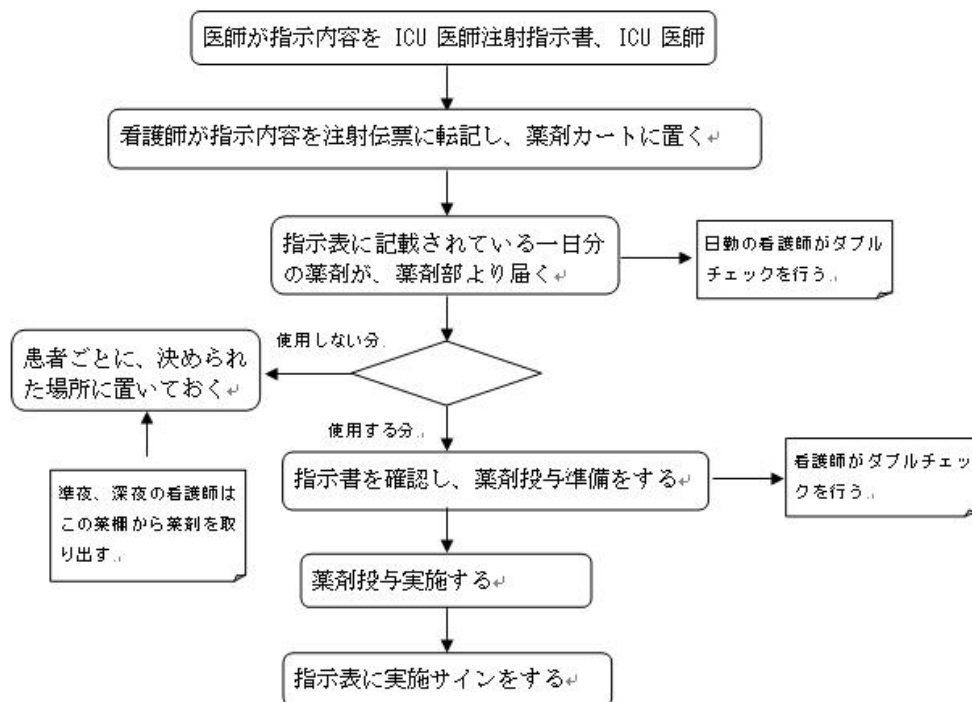 医師が指示内容を ICU 医師注射指示書、ICU 医師
看護師が指示内容を注射伝票に転記し、薬剤カートに置く
指示表に記載されている一日分
の薬剤が、薬剤部より届く
日勤の看護師がダブル
チェックを行う
使用しない分
患者ごとに、決められ
た場所に置いておく
使用する分
指示書を確認し、薬剤投与準備をする
看護師がダブルチェッ
クを行う
準夜、深夜の看護師は
この薬棚から薬剤を取
り出す
薬剤投与実施する
指示表に実施サインをする